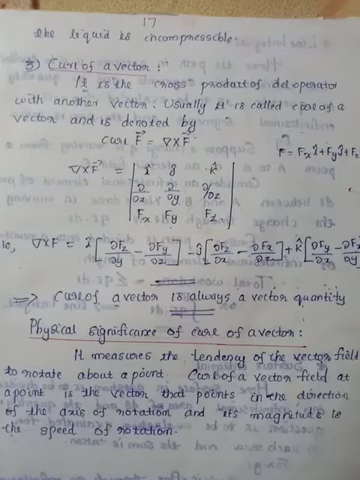 17
the liquid is incompressible.
3) Curl of a vector:
It is the cross product of del operator
with another vector. Usually it is called curl of a
vector and is denoted by
Curl F⃗ = ∇×F⃗
F⃗ = Fx î + Fy ĵ + Fz
∇×F⃗ = | î ĵ k̂ |
| ∂/∂x ∂/∂y ∂/∂z |
| Fx Fy Fz |
∇×F = î [∂Fz/∂y − ∂Fy/∂z] − ĵ [∂Fz/∂x − ∂Fx/∂z] + k̂ [∂Fy/∂x − ∂Fx/∂y]
⇒ Curl of a vector is always a vector quantity
Physical significance of curl of a vector:
It measures the tendency of the vector field
to rotate about a point. Curl of a vector field at
a point is the vector that points in the direction
of the axis of rotation and its magnitude is
the speed of rotation.